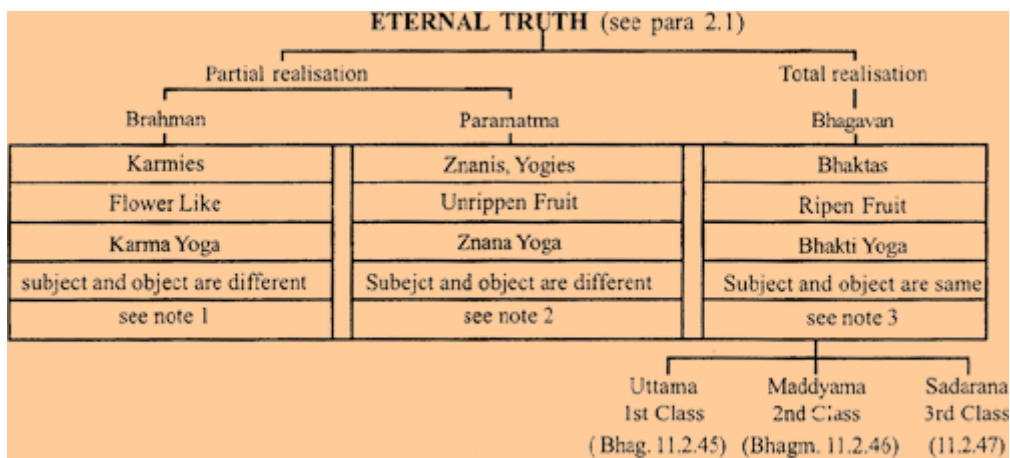 ETERNAL TRUTH (see para 2.1)
Partial realisation Total realisation
Brahman Paramatma Bhagavan
Karmies Znanis, Yogies Bhaktas
Flower Like Unrippen Fruit Ripen Fruit
Karma Yoga Znana Yoga Bhakti Yoga
subject and object are different Subejct and object are different Subject and object are same
see note 1 see note 2 see note 3
Uttama Maddyama Sadarana
1st Class 2nd Class 3rd Class
(Bhag. 11.2.45) (Bhagm. 11.2.46) (11.2.47)